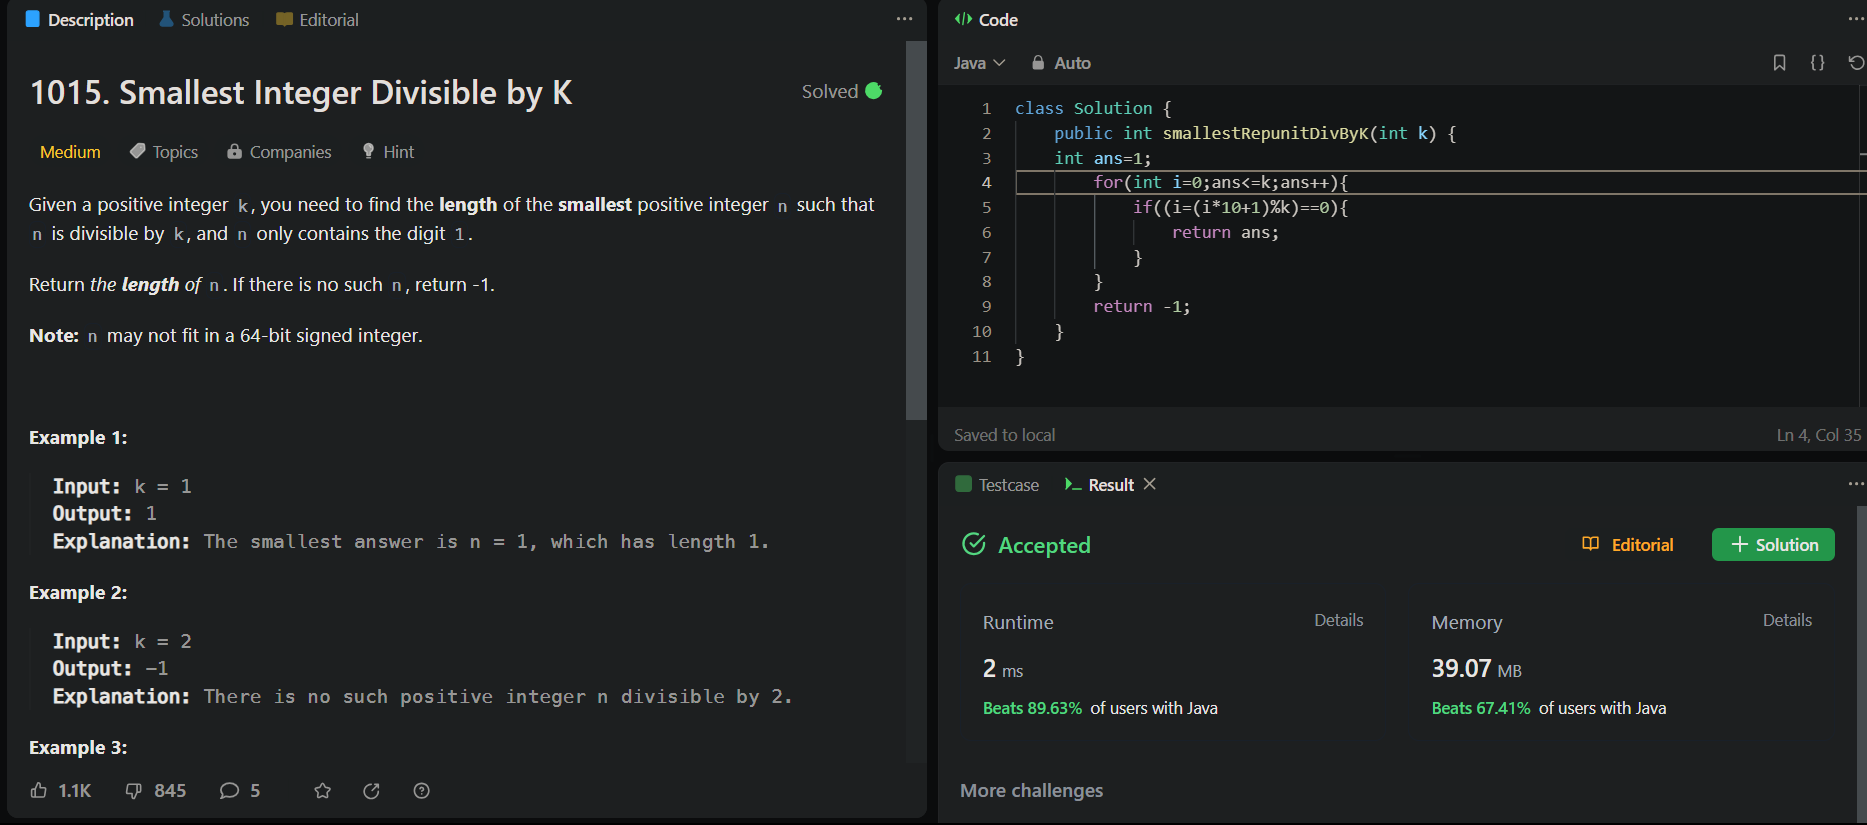 Description Solutions Editorial
1015. Smallest Integer Divisible by K
Solved
Medium Topics Companies Hint
Given a positive integer k, you need to find the length of the smallest positive integer n such that
n is divisible by k, and n only contains the digit 1.
Return the length of n. If there is no such n, return -1.
Note: n may not fit in a 64-bit signed integer.
Example 1:
Input: k = 1
Output: 1
Explanation: The smallest answer is n = 1, which has length 1.
Example 2:
Input: k = 2
Output: -1
Explanation: There is no such positive integer n divisible by 2.
Example 3:
1.1K 845 5
</> Code
Java Auto {}
1 class Solution {
2 public int smallestRepunitDivByK(int k) {
3 int ans=1;
4 for(int i=0;ans<=k;ans++){
5 if((i=(i*10+1)%k)==0){
6 return ans;
7 }
8 }
9 return -1;
10 }
11 }
Saved to local Ln 4, Col 35
Testcase >_ Result
Accepted Editorial + Solution
Runtime Details Memory Details
2 ms 39.07 MB
Beats 89.63% of users with Java Beats 67.41% of users with Java
More challenges